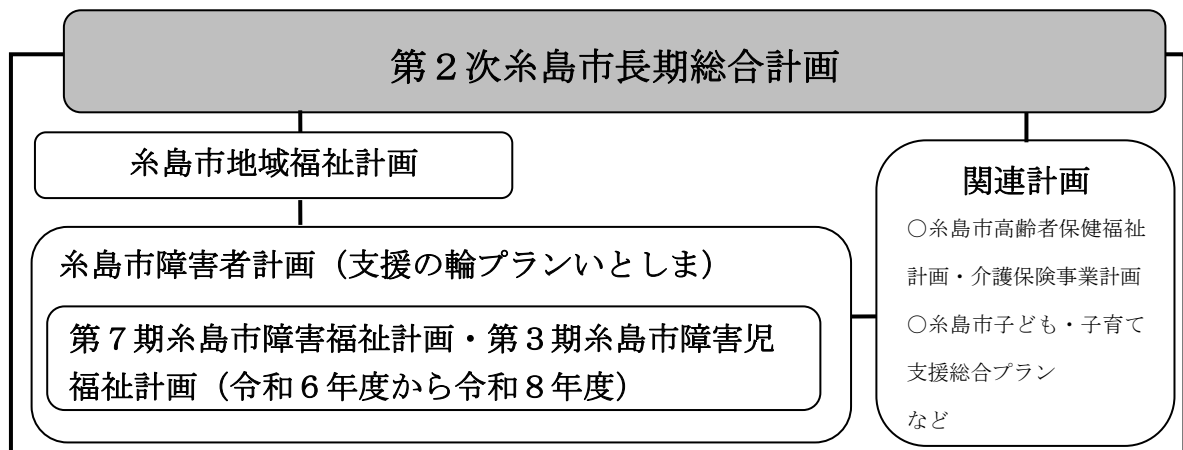 第２次糸島市長期総合計画
糸島市地域福祉計画
糸島市障害者計画（支援の輪プランいとしま）
第７期糸島市障害福祉計画・第３期糸島市障害児
福祉計画（令和６年度から令和８年度）
関連計画
○糸島市高齢者保健福祉
計画・介護保険事業計画
○糸島市子ども・子育て
支援総合プラン
など